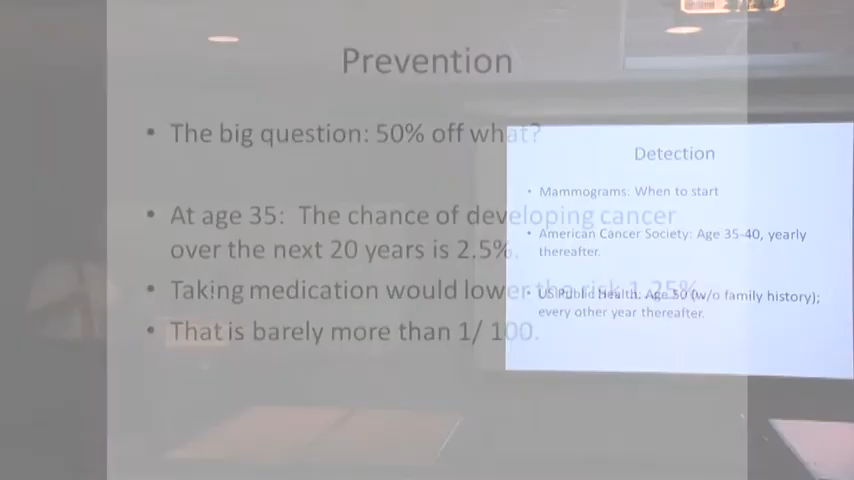 Prevention
• The big question: 50% off what?
• At age 35: The chance of developing cancer
over the next 20 years is 2.5%.
• Taking medication would lower the risk 1.25%
• That is barely more than 1/ 100.
Detection
• Mammograms: When to start
• American Cancer Society: Age 35-40, yearly
thereafter.
• US Public Health: Age 50 (w/o family history);
every other year thereafter.